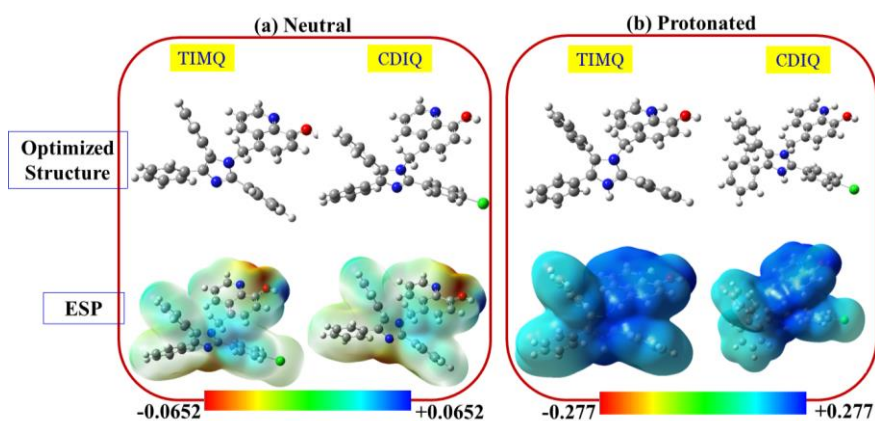 (a) Neutral
(b) Protonated
TIMQ
CDIQ
TIMQ
CDIQ
Optimized
Structure
ESP
-0.0652
+0.0652
-0.277
+0.277